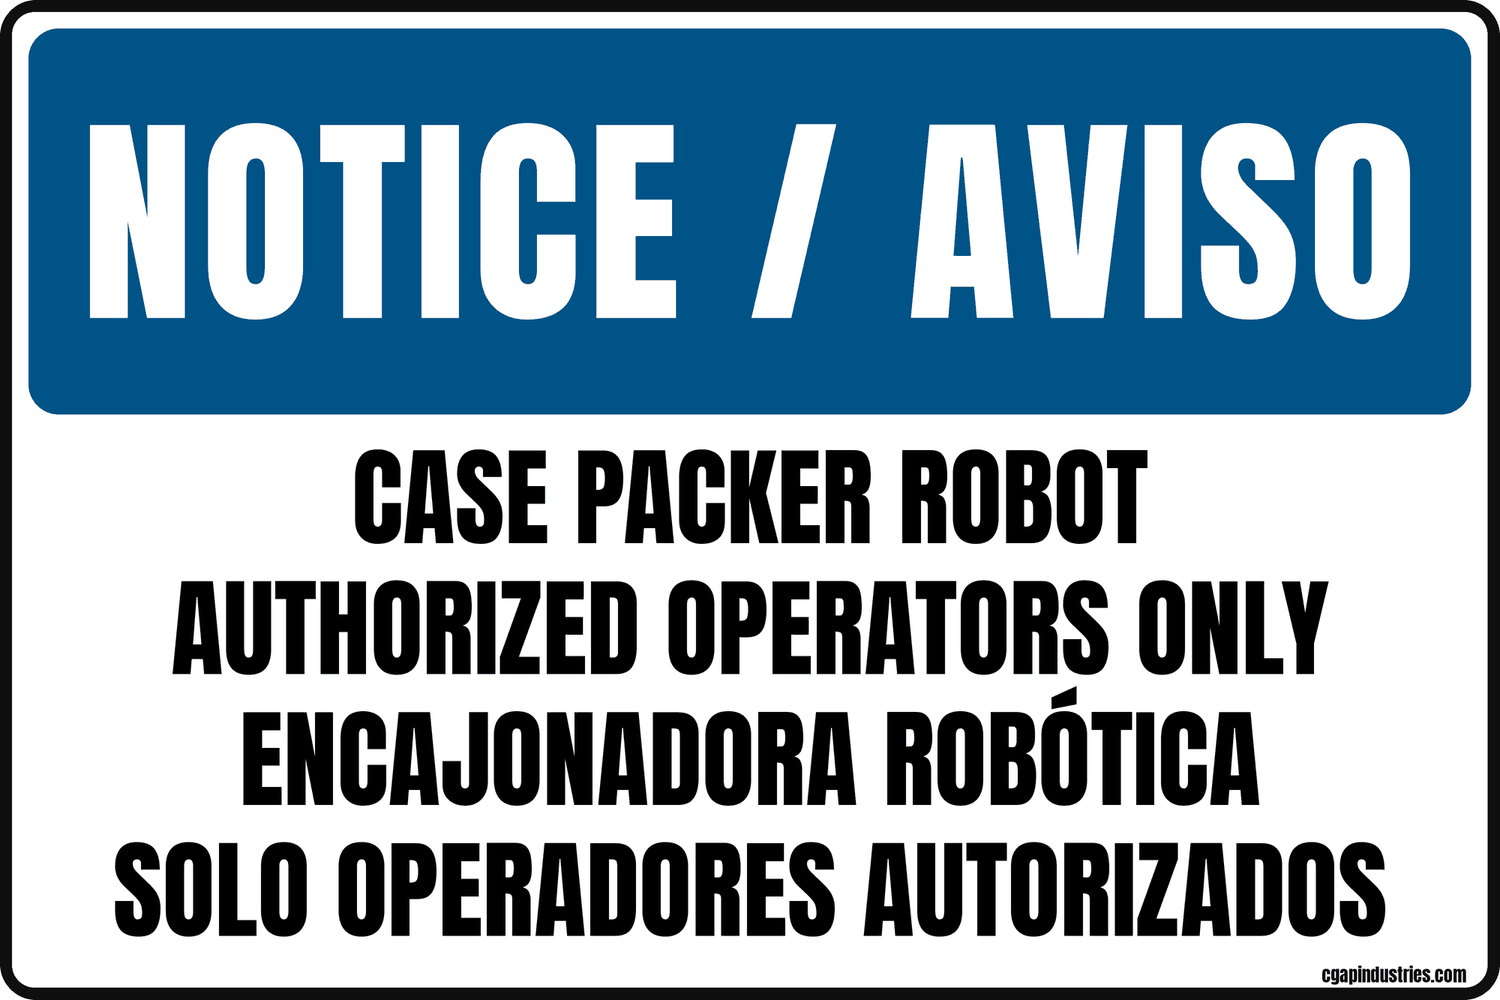 NOTICE / AVISO
CASE PACKER ROBOT
AUTHORIZED OPERATORS ONLY
ENCAJONADORA ROBÓTICA
SOLO OPERADORES AUTORIZADOS
cgapindustries.com